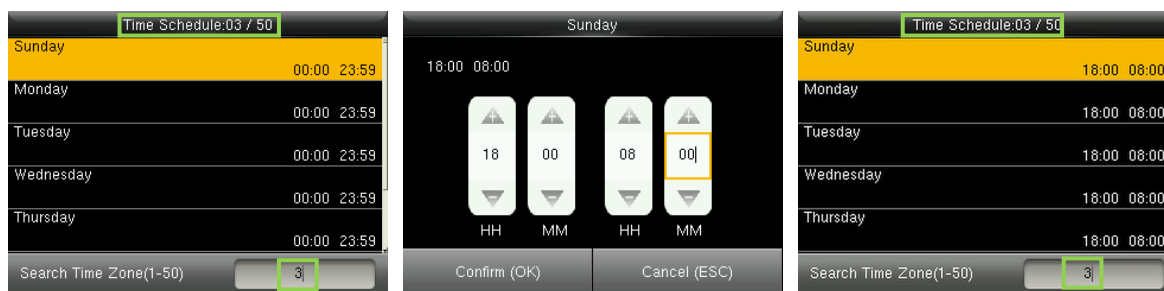 Time Schedule:03 / 50
Sunday
00:00 23:59
Monday
00:00 23:59
Tuesday
00:00 23:59
Wednesday
00:00 23:59
Thursday
00:00 23:59
Search Time Zone(1-50) 3
Sunday
18:00 08:00
18 00 08 00
HH MM HH MM
Confirm (OK) Cancel (ESC)
Time Schedule:03 / 50
Sunday
18:00 08:00
Monday
18:00 08:00
Tuesday
18:00 08:00
Wednesday
18:00 08:00
Thursday
18:00 08:00
Search Time Zone(1-50) 3